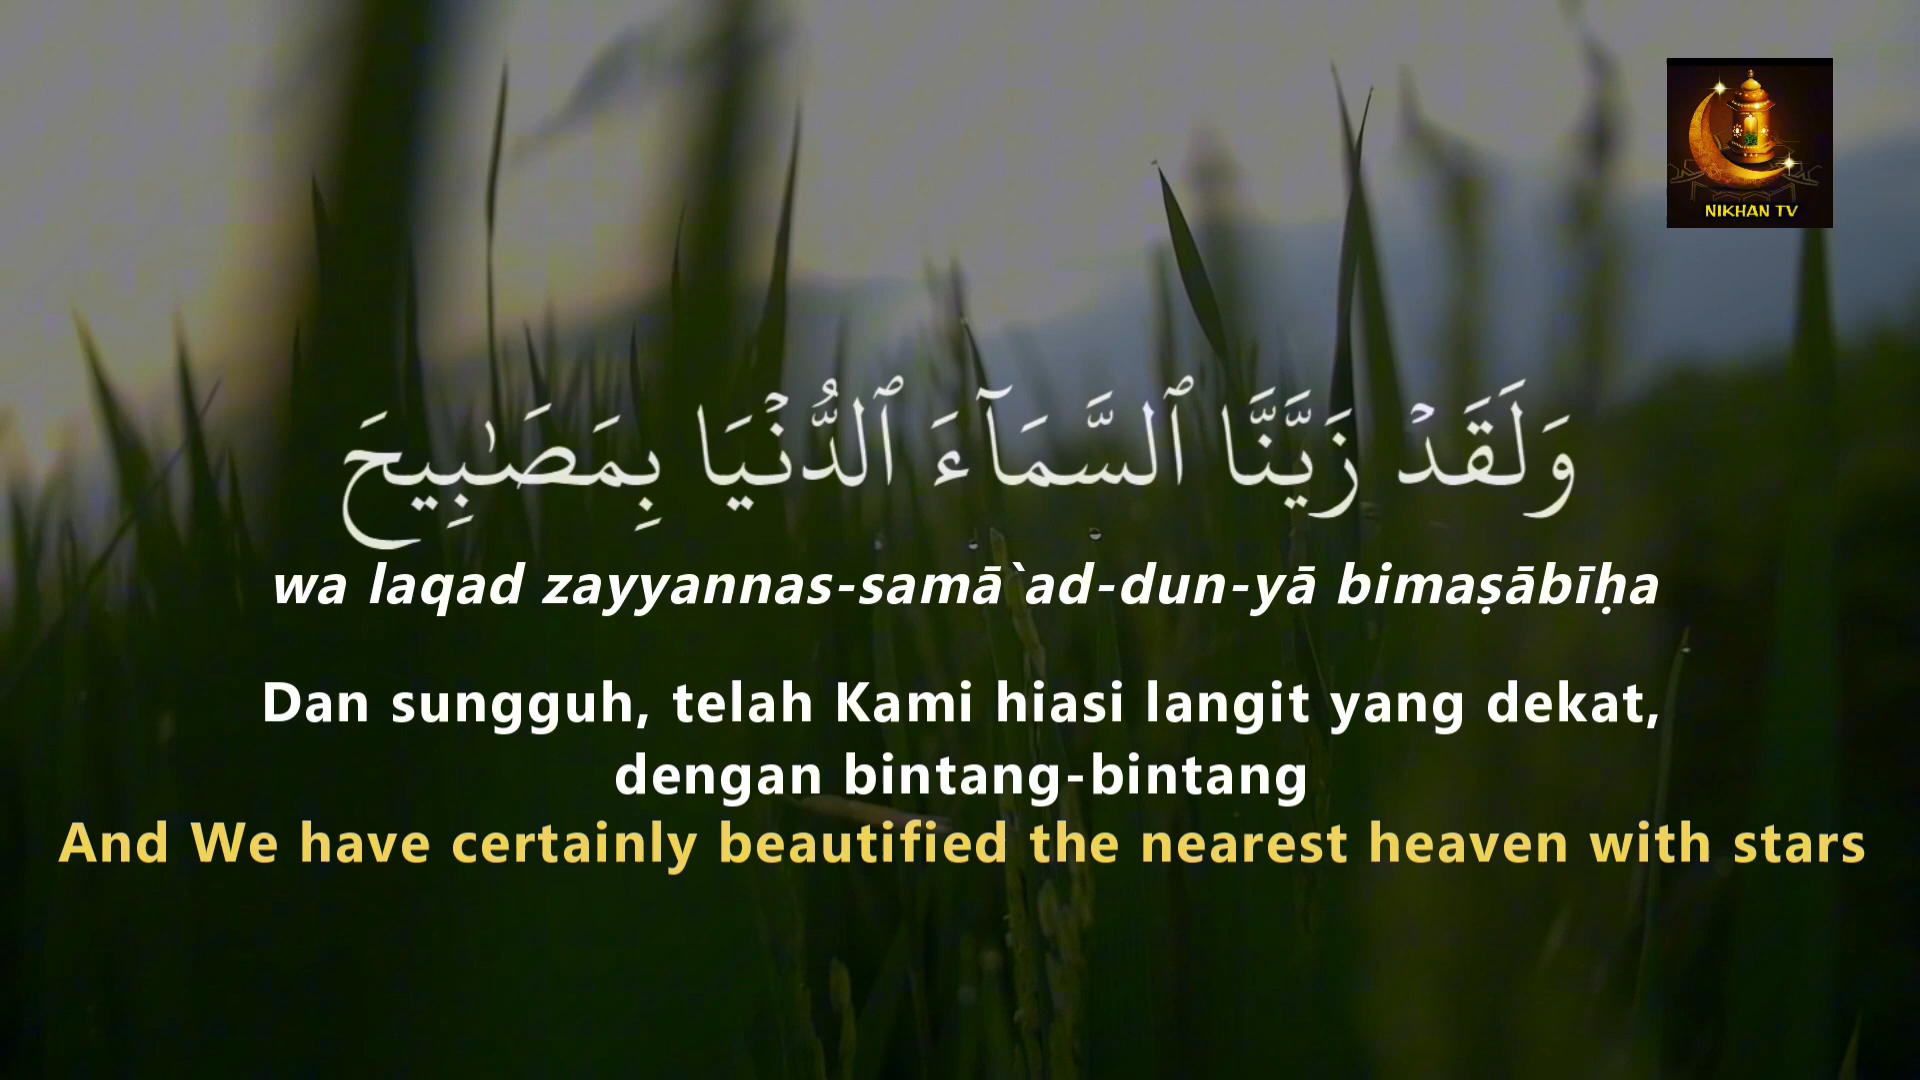 NIKHAN TV
وَلَقَدۡ زَيَّنَّا ٱلسَّمَآءَ ٱلدُّنۡيَا بِمَصَٰبِيحَ
wa laqad zayyannas-samā`ad-dun-yā bimaṣābīḥa
Dan sungguh, telah Kami hiasi langit yang dekat,
dengan bintang-bintang
And We have certainly beautified the nearest heaven with stars